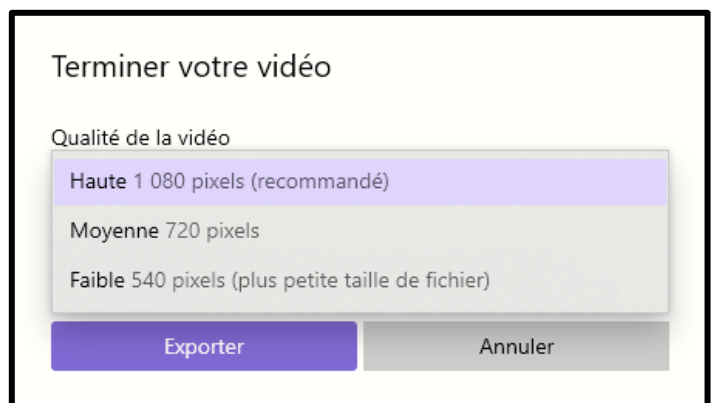 Terminer votre vidéo
Qualité de la vidéo
Haute 1 080 pixels (recommandé)
Moyenne 720 pixels
Faible 540 pixels (plus petite taille de fichier)
Exporter
Annuler